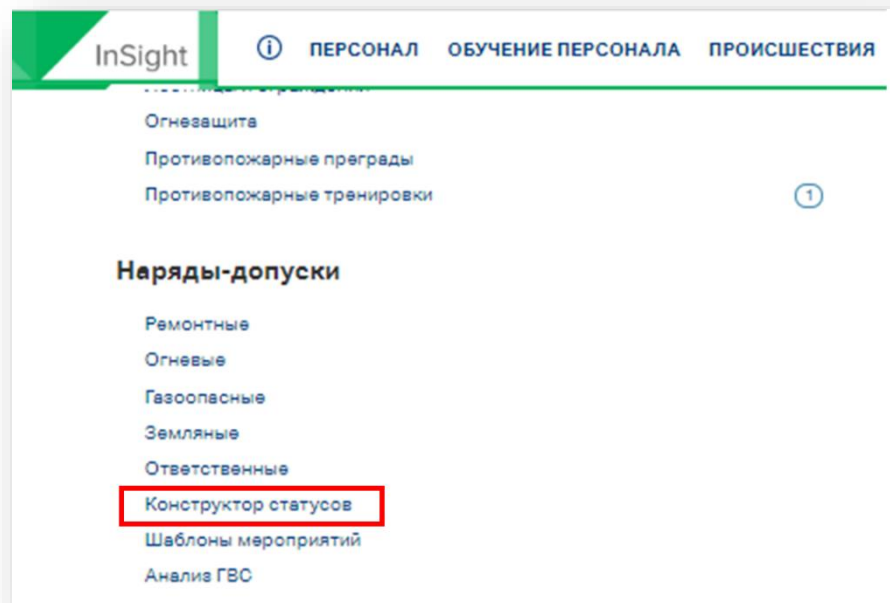 InSight
ⓘ ПЕРСОНАЛ ОБУЧЕНИЕ ПЕРСОНАЛА ПРОИСШЕСТВИЯ
Огнезащита
Противопожарные преграды
Противопожарные тренировки 1
Наряды-допуски
Ремонтные
Огневые
Газоопасные
Земляные
Ответственные
Конструктор статусов
Шаблоны мероприятий
Анализ ГВС